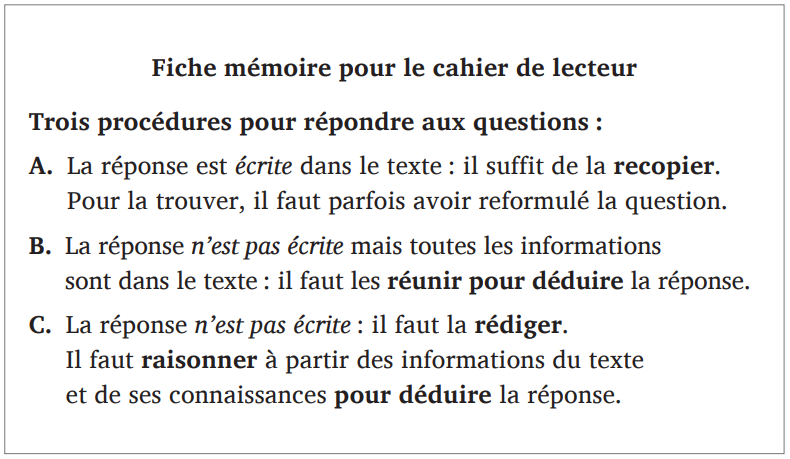 Fiche mémoire pour le cahier de lecteur
Trois procédures pour répondre aux questions :
A. La réponse est écrite dans le texte : il suffit de la recopier.
Pour la trouver, il faut parfois avoir reformulé la question.
B. La réponse n’est pas écrite mais toutes les informations
sont dans le texte : il faut les réunir pour déduire la réponse.
C. La réponse n’est pas écrite : il faut la rédiger.
Il faut raisonner à partir des informations du texte
et de ses connaissances pour déduire la réponse.